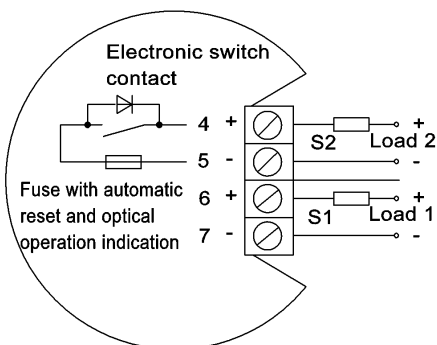 Electronic switch
contact
4 + S2 + Load 2
5 - -
Fuse with automatic
reset and optical
operation indication
6 + S1 + Load 1
7 - -